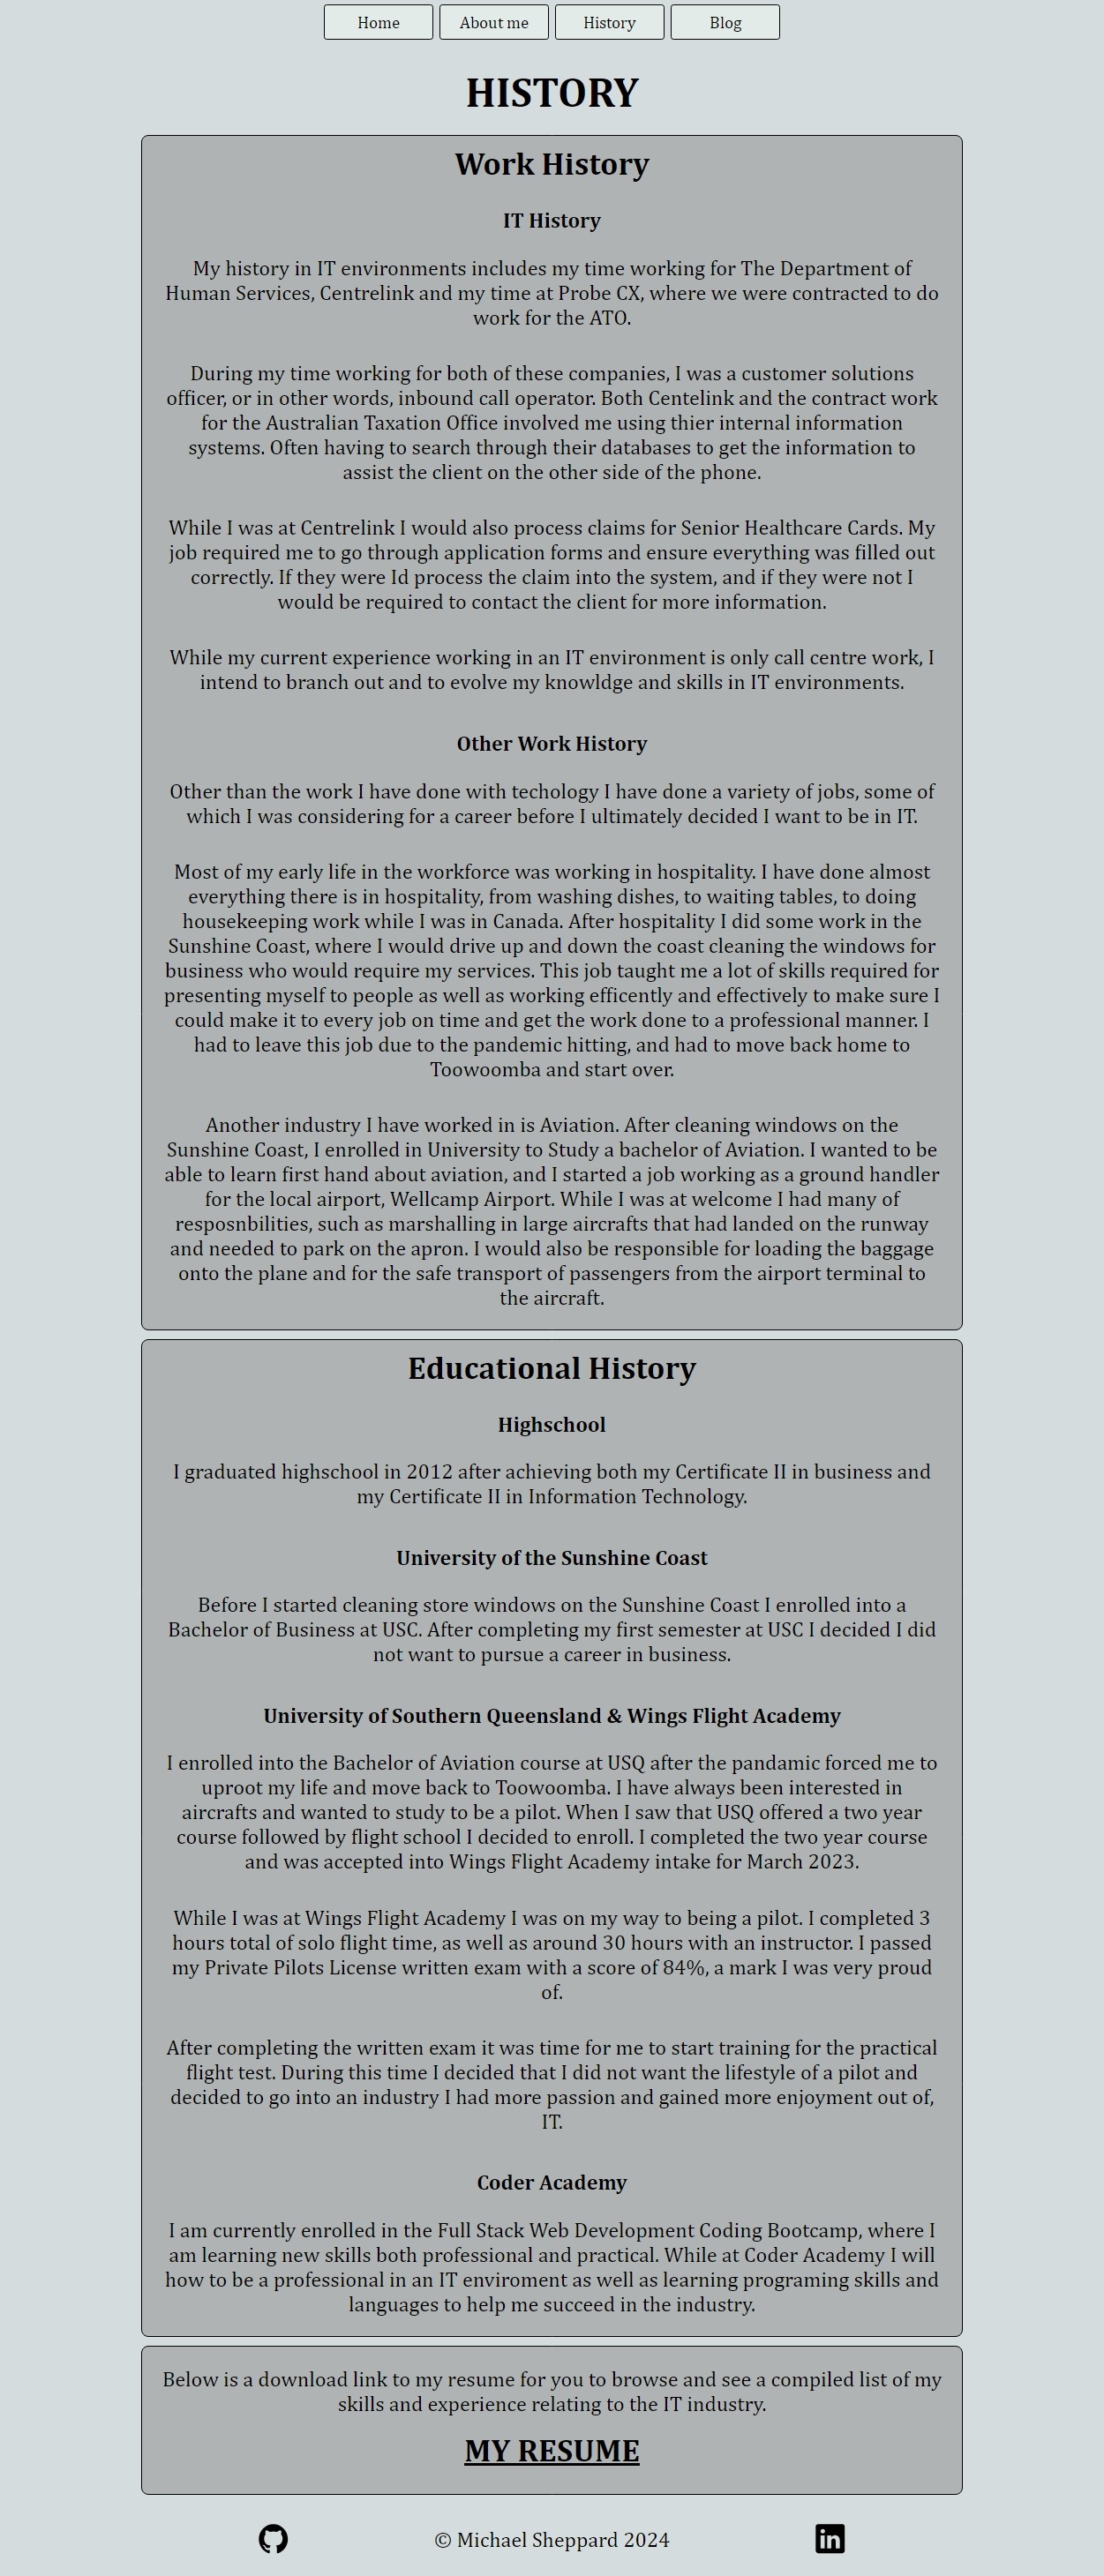 Home
About me
History
Blog
HISTORY
Work History
IT History
My history in IT environments includes my time working for The Department of
Human Services, Centrelink and my time at Probe CX, where we were contracted to do
work for the ATO.
During my time working for both of these companies, I was a customer solutions
officer, or in other words, inbound call operator. Both Centelink and the contract work
for the Australian Taxation Office involved me using thier internal information
systems. Often having to search through their databases to get the information to
assist the client on the other side of the phone.
While I was at Centrelink I would also process claims for Senior Healthcare Cards. My
job required me to go through application forms and ensure everything was filled out
correctly. If they were Id process the claim into the system, and if they were not I
would be required to contact the client for more information.
While my current experience working in an IT environment is only call centre work, I
intend to branch out and to evolve my knowldge and skills in IT environments.
Other Work History
Other than the work I have done with techology I have done a variety of jobs, some of
which I was considering for a career before I ultimately decided I want to be in IT.
Most of my early life in the workforce was working in hospitality. I have done almost
everything there is in hospitality, from washing dishes, to waiting tables, to doing
housekeeping work while I was in Canada. After hospitality I did some work in the
Sunshine Coast, where I would drive up and down the coast cleaning the windows for
business who would require my services. This job taught me a lot of skills required for
presenting myself to people as well as working efficently and effectively to make sure I
could make it to every job on time and get the work done to a professional manner. I
had to leave this job due to the pandemic hitting, and had to move back home to
Toowoomba and start over.
Another industry I have worked in is Aviation. After cleaning windows on the
Sunshine Coast, I enrolled in University to Study a bachelor of Aviation. I wanted to be
able to learn first hand about aviation, and I started a job working as a ground handler
for the local airport, Wellcamp Airport. While I was at welcome I had many of
resposnbilities, such as marshalling in large aircrafts that had landed on the runway
and needed to park on the apron. I would also be responsible for loading the baggage
onto the plane and for the safe transport of passengers from the airport terminal to
the aircraft.
Educational History
Highschool
I graduated highschool in 2012 after achieving both my Certificate II in business and
my Certificate II in Information Technology.
University of the Sunshine Coast
Before I started cleaning store windows on the Sunshine Coast I enrolled into a
Bachelor of Business at USC. After completing my first semester at USC I decided I did
not want to pursue a career in business.
University of Southern Queensland & Wings Flight Academy
I enrolled into the Bachelor of Aviation course at USQ after the pandamic forced me to
uproot my life and move back to Toowoomba. I have always been interested in
aircrafts and wanted to study to be a pilot. When I saw that USQ offered a two year
course followed by flight school I decided to enroll. I completed the two year course
and was accepted into Wings Flight Academy intake for March 2023.
While I was at Wings Flight Academy I was on my way to being a pilot. I completed 3
hours total of solo flight time, as well as around 30 hours with an instructor. I passed
my Private Pilots License written exam with a score of 84%, a mark I was very proud
of.
After completing the written exam it was time for me to start training for the practical
flight test. During this time I decided that I did not want the lifestyle of a pilot and
decided to go into an industry I had more passion and gained more enjoyment out of,
IT.
Coder Academy
I am currently enrolled in the Full Stack Web Development Coding Bootcamp, where I
am learning new skills both professional and practical. While at Coder Academy I will
how to be a professional in an IT enviroment as well as learning programing skills and
languages to help me succeed in the industry.
Below is a download link to my resume for you to browse and see a compiled list of my
skills and experience relating to the IT industry.
MY RESUME
© Michael Sheppard 2024
in